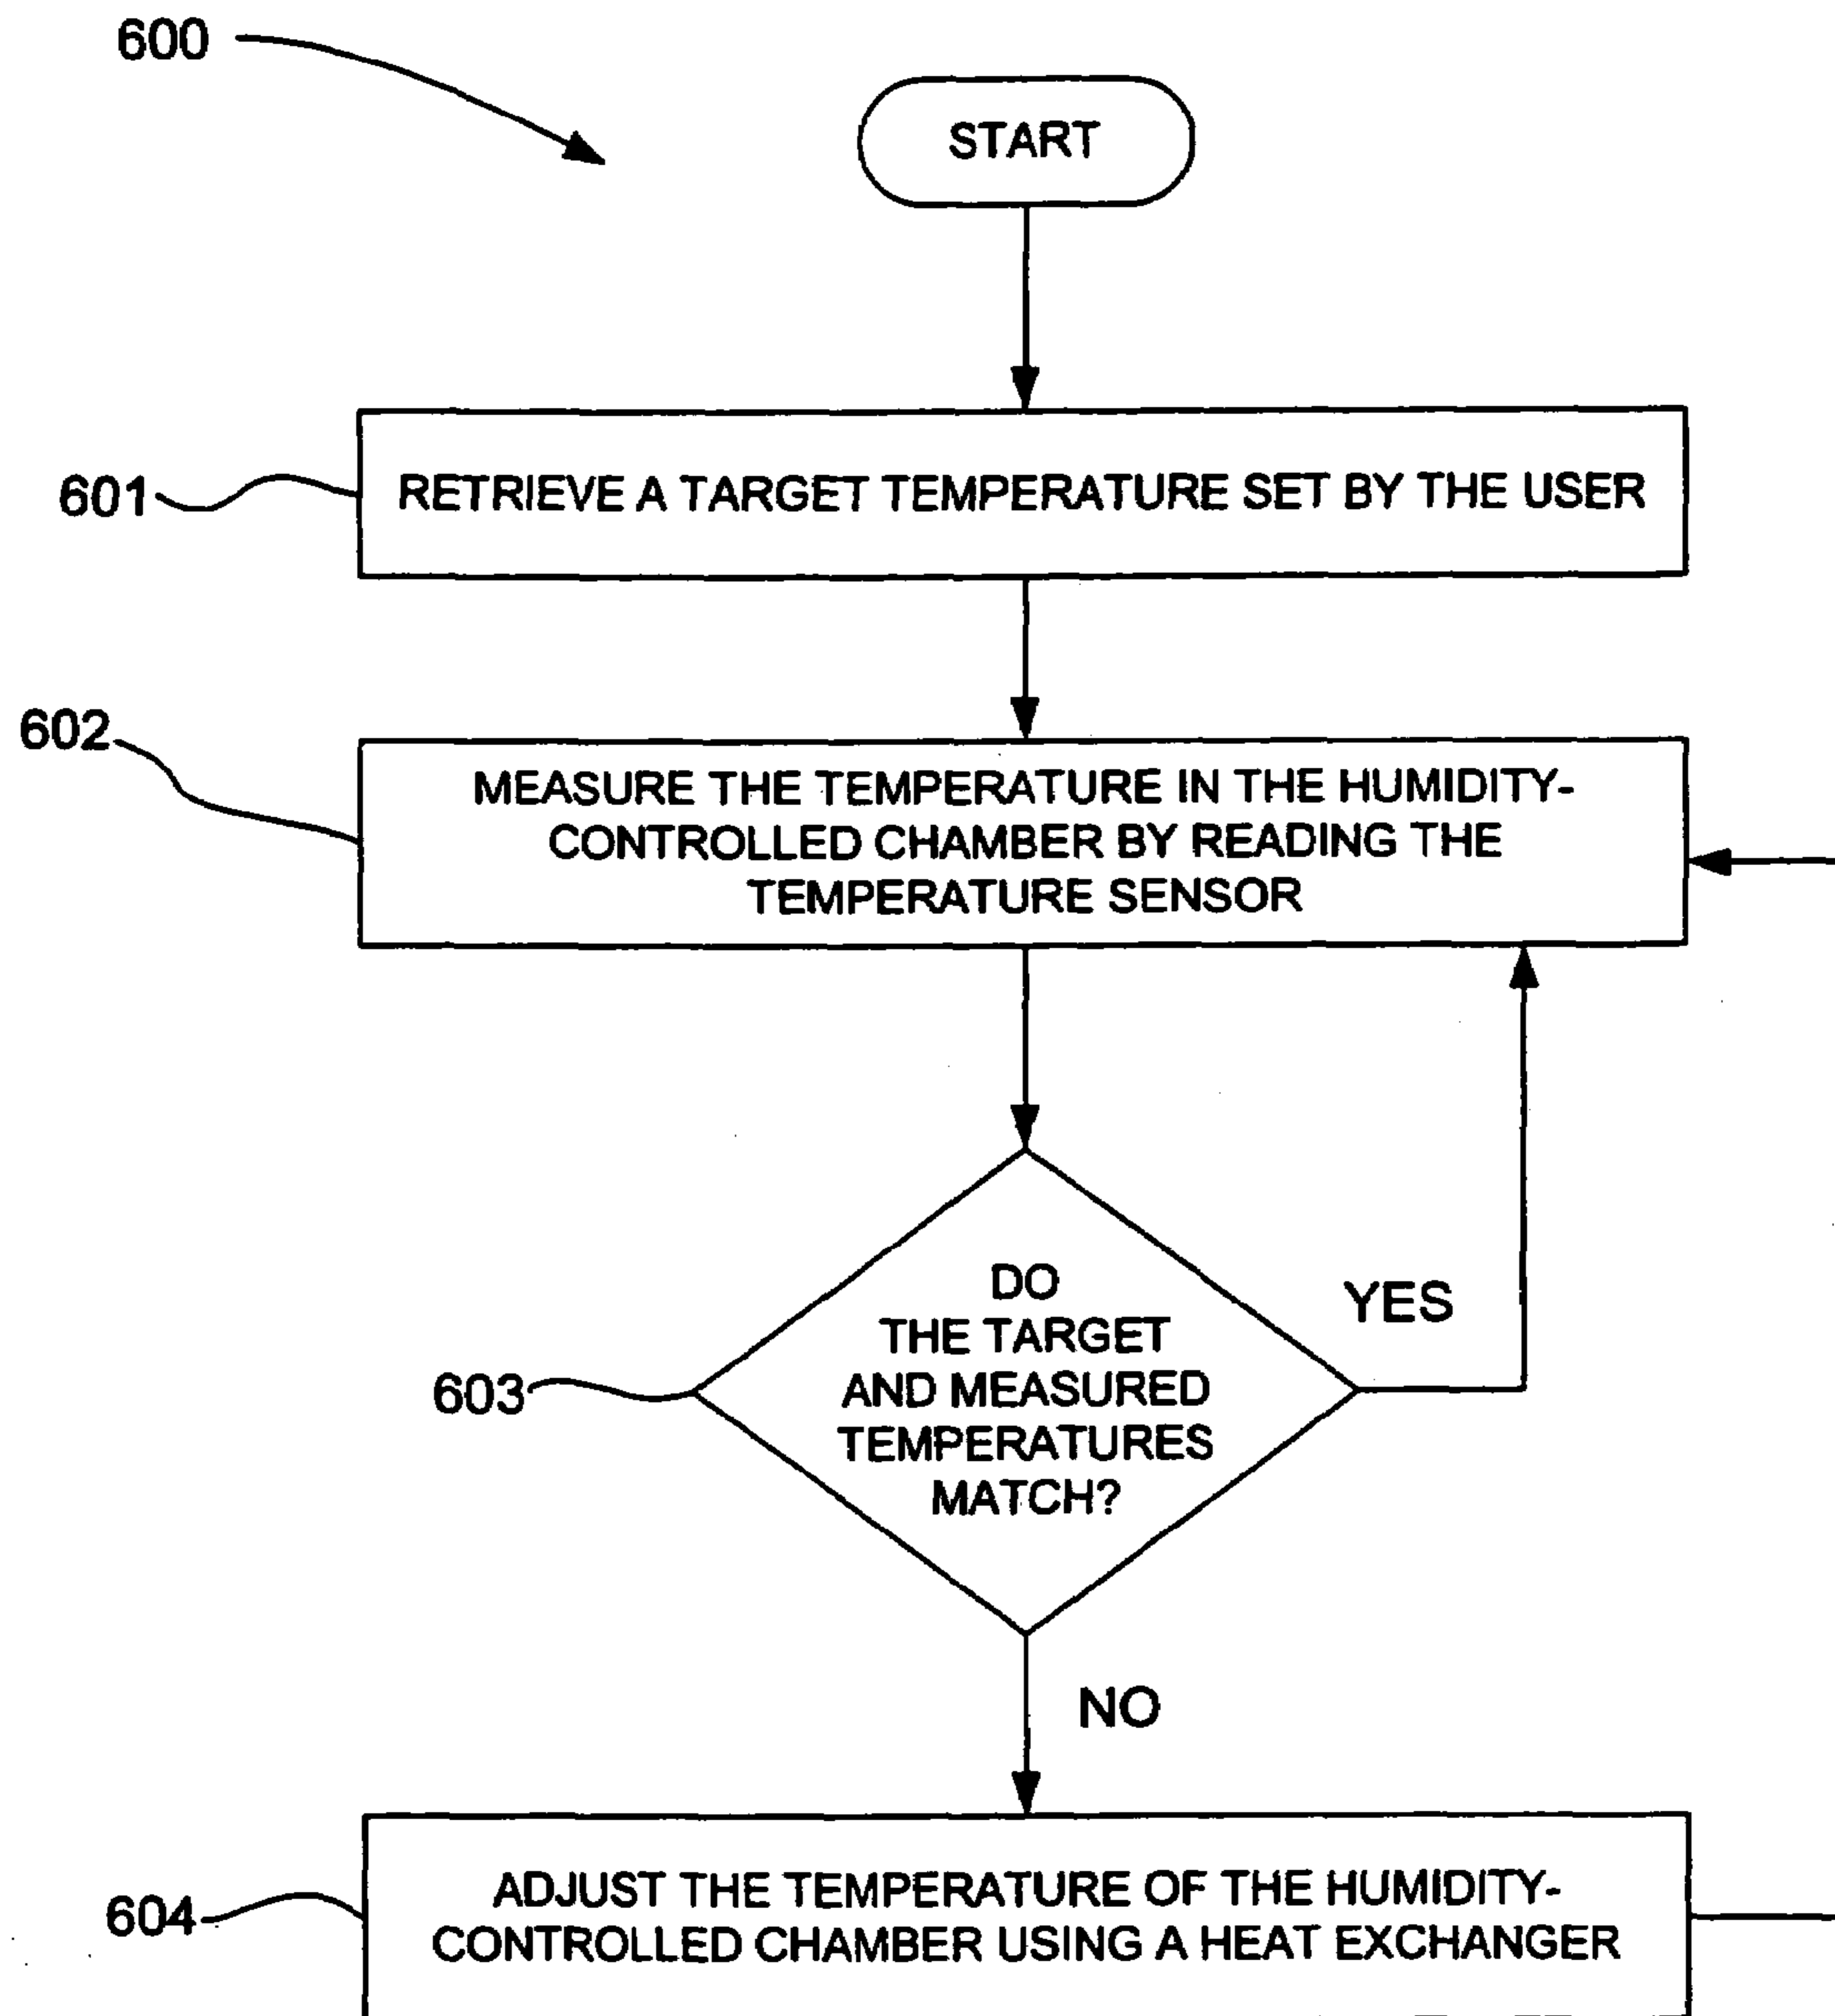 600
START
601
RETRIEVE A TARGET TEMPERATURE SET BY THE USER
602
MEASURE THE TEMPERATURE IN THE HUMIDITY-
CONTROLLED CHAMBER BY READING THE
TEMPERATURE SENSOR
603
DO
THE TARGET
AND MEASURED
TEMPERATURES
MATCH?
YES
NO
604
ADJUST THE TEMPERATURE OF THE HUMIDITY-
CONTROLLED CHAMBER USING A HEAT EXCHANGER